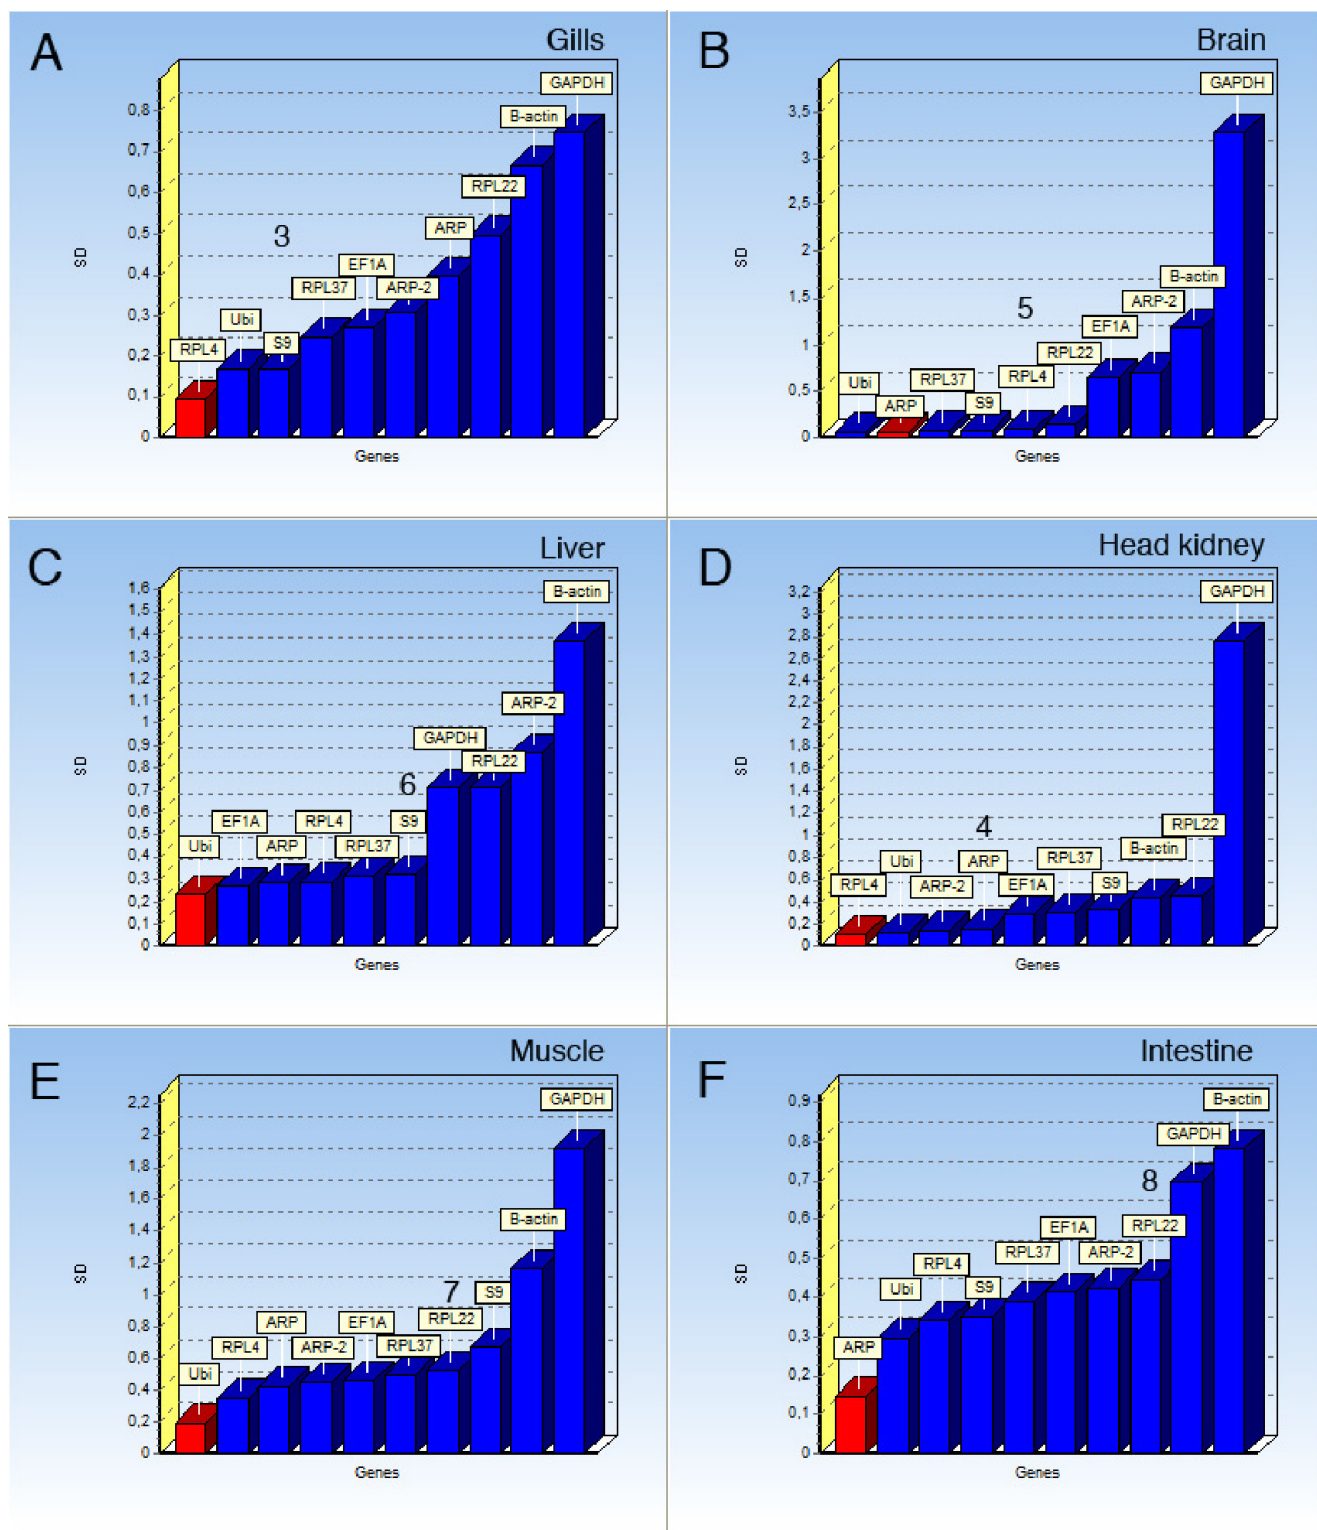 A
Gills
0,8
0,7
0,6
0,5
0,4
0,3
0,2
0,1
0
SD
GAPDH
B-actin
RPL22
ARP
3
EF1A
RPL37
ARP-2
Ubi
S9
RPL4
Genes
B
Brain
3,5
3
2,5
2
1,5
1
0,5
0
SD
GAPDH
B-actin
ARP-2
5
EF1A
RPL22
RPL4
RPL37
Ubi
S9
ARP
Genes
C
Liver
1,6
1,5
1,4
1,3
1,2
1,1
1
0,9
0,8
0,7
0,6
0,5
0,4
0,3
0,2
0,1
0
SD
B-actin
ARP-2
GAPDH
RPL22
6
EF1A
RPL4
S9
Ubi
ARP
RPL37
Genes
D
Head kidney
3,2
3
2,8
2,6
2,4
2,2
2
1,8
1,6
1,4
1,2
1
0,8
0,6
0,4
0,2
0
SD
GAPDH
4
RPL22
B-actin
Ubi
ARP
RPL37
RPL4
ARP-2
EF1A
S9
Genes
E
Muscle
2,2
2
1,8
1,6
1,4
1,2
1
0,8
0,6
0,4
0,2
0
SD
GAPDH
B-actin
7
S9
RPL22
ARP
EF1A
RPL4
ARP-2
RPL37
Ubi
Genes
F
Intestine
0,9
0,8
0,7
0,6
0,5
0,4
0,3
0,2
0,1
0
SD
B-actin
GAPDH
8
EF1A
RPL22
RPL37
ARP-2
RPL4
Ubi
S9
ARP
Genes